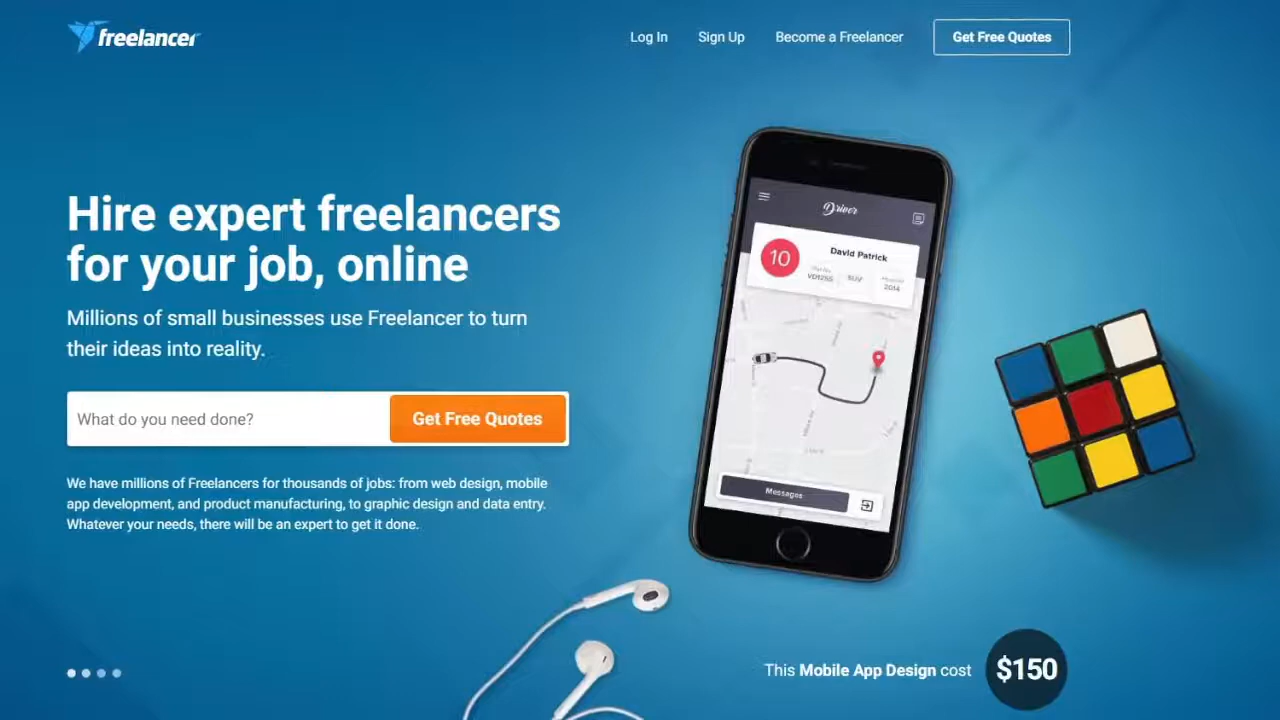 freelancer
Log In
Sign Up
Become a Freelancer
Get Free Quotes
Hire expert freelancers
for your job, online
Millions of small businesses use Freelancer to turn
their ideas into reality.
What do you need done?
Get Free Quotes
We have millions of Freelancers for thousands of jobs: from web design, mobile
app development, and product manufacturing, to graphic design and data entry.
Whatever your needs, there will be an expert to get it done.
Driver
10
David Patrick
VD1255
SUV
2014
Messages
This Mobile App Design cost
$150